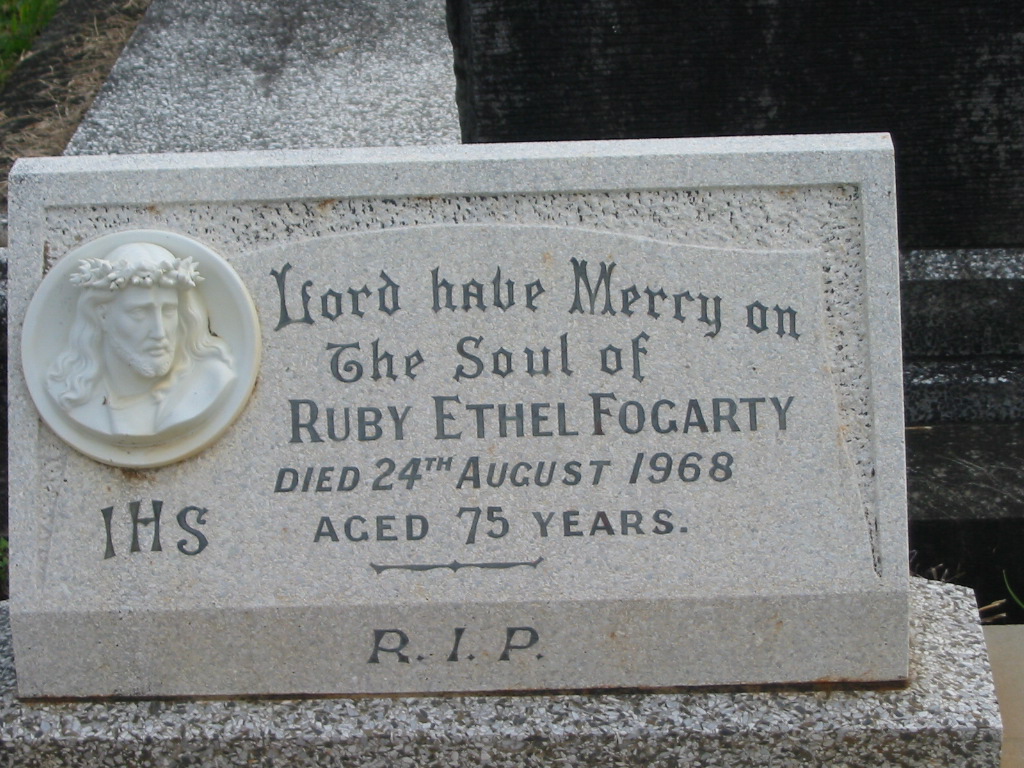 Lord have Mercy on
The Soul of
RUBY ETHEL FOGARTY
DIED 24TH AUGUST 1968
AGED 75 YEARS.
IHS
R. I. P.